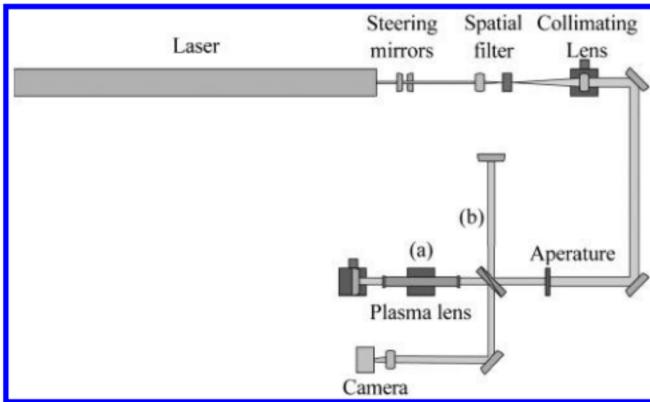 Laser
Steering
mirrors
Spatial
filter
Collimating
Lens
(b)
(a)
Aperature
Plasma lens
Camera